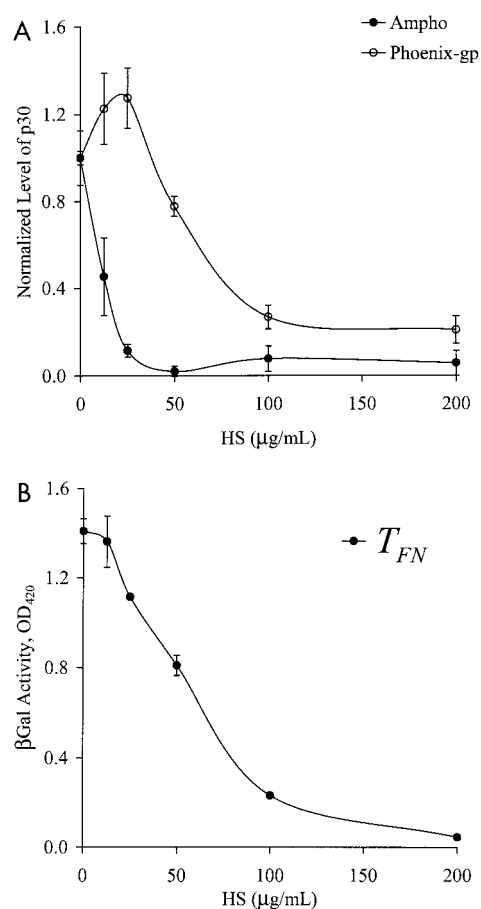 A
Ampho
Phoenix-gp
Normalized Level of p30
1.6
1.2
0.8
0.4
0.0
0 50 100 150 200
HS (μg/mL)
B
T_FN
βGal Activity, OD420
1.6
1.2
0.8
0.4
0.0
0 50 100 150 200
HS (μg/mL)